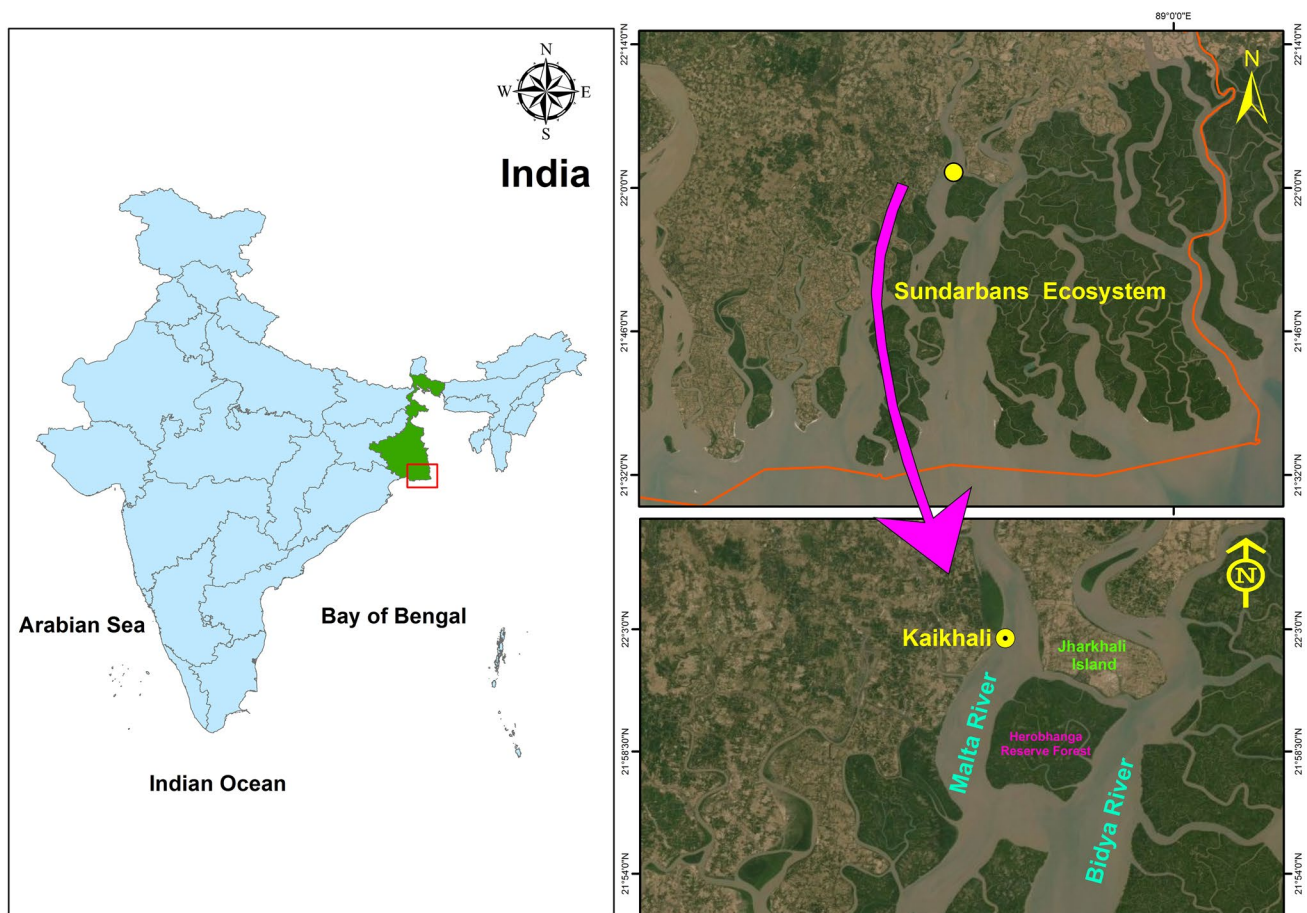 N
W
E
S
India
Arabian Sea
Bay of Bengal
Indian Ocean
89°0'0"E
22°14'0"N
22°14'0"N
N
22°0'0"N
22°0'0"N
Sundarbans Ecosystem
21°46'0"N
21°46'0"N
21°32'0"N
21°32'0"N
N
22°3'0"N
22°3'0"N
Kaikhali
Jharkhali
Island
Malta River
Herobhanga
Reserve Forest
21°58'30"N
21°58'30"N
Bidya River
21°54'0"N
21°54'0"N